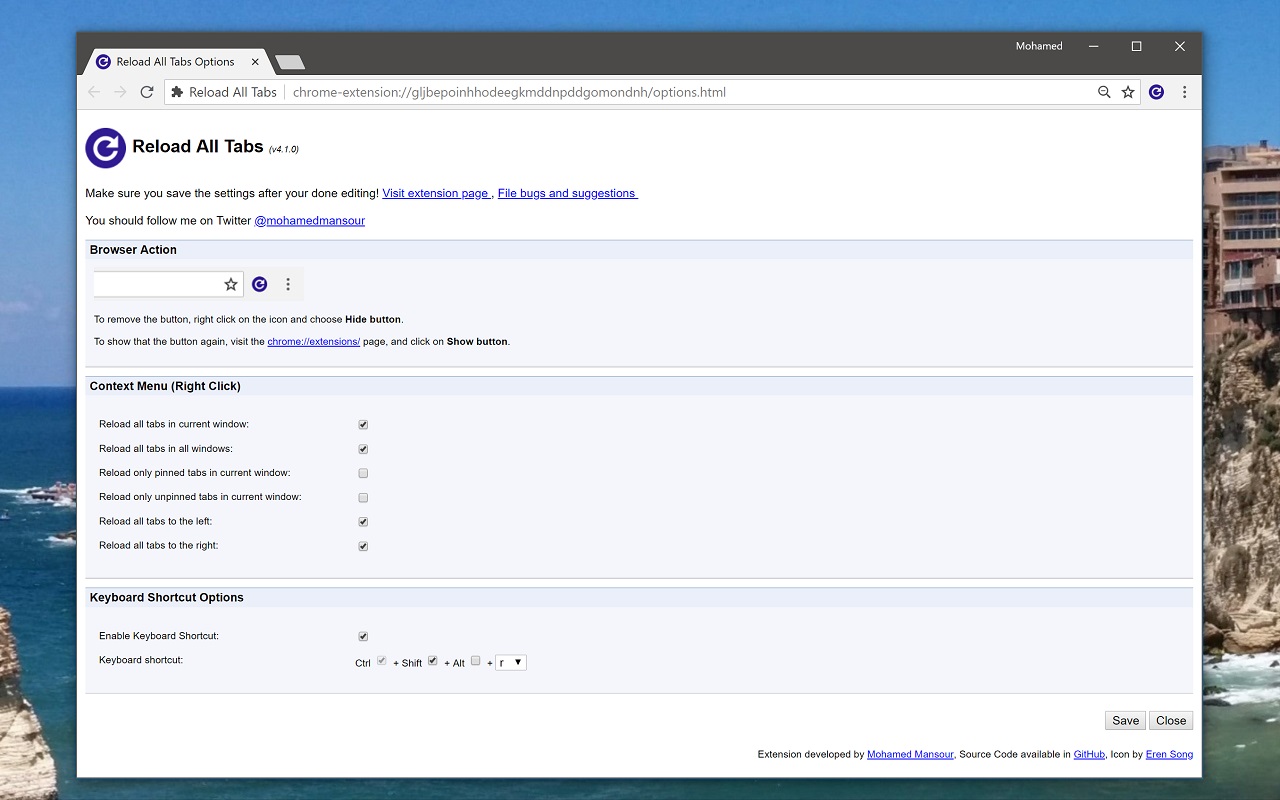 Mohamed
Reload All Tabs Options
Reload All Tabs chrome-extension://gljbepoinhhodeegkmddnpddgomondnh/options.html
Reload All Tabs (v4.1.0)
Make sure you save the settings after your done editing! Visit extension page , File bugs and suggestions
You should follow me on Twitter @mohamedmansour
Browser Action
To remove the button, right click on the icon and choose Hide button.
To show that the button again, visit the chrome://extensions/ page, and click on Show button.
Context Menu (Right Click)
Reload all tabs in current window:
Reload all tabs in all windows:
Reload only pinned tabs in current window:
Reload only unpinned tabs in current window:
Reload all tabs to the left:
Reload all tabs to the right:
Keyboard Shortcut Options
Enable Keyboard Shortcut:
Keyboard shortcut: Ctrl + Shift + Alt + r
Save Close
Extension developed by Mohamed Mansour, Source Code available in GitHub, Icon by Eren Song